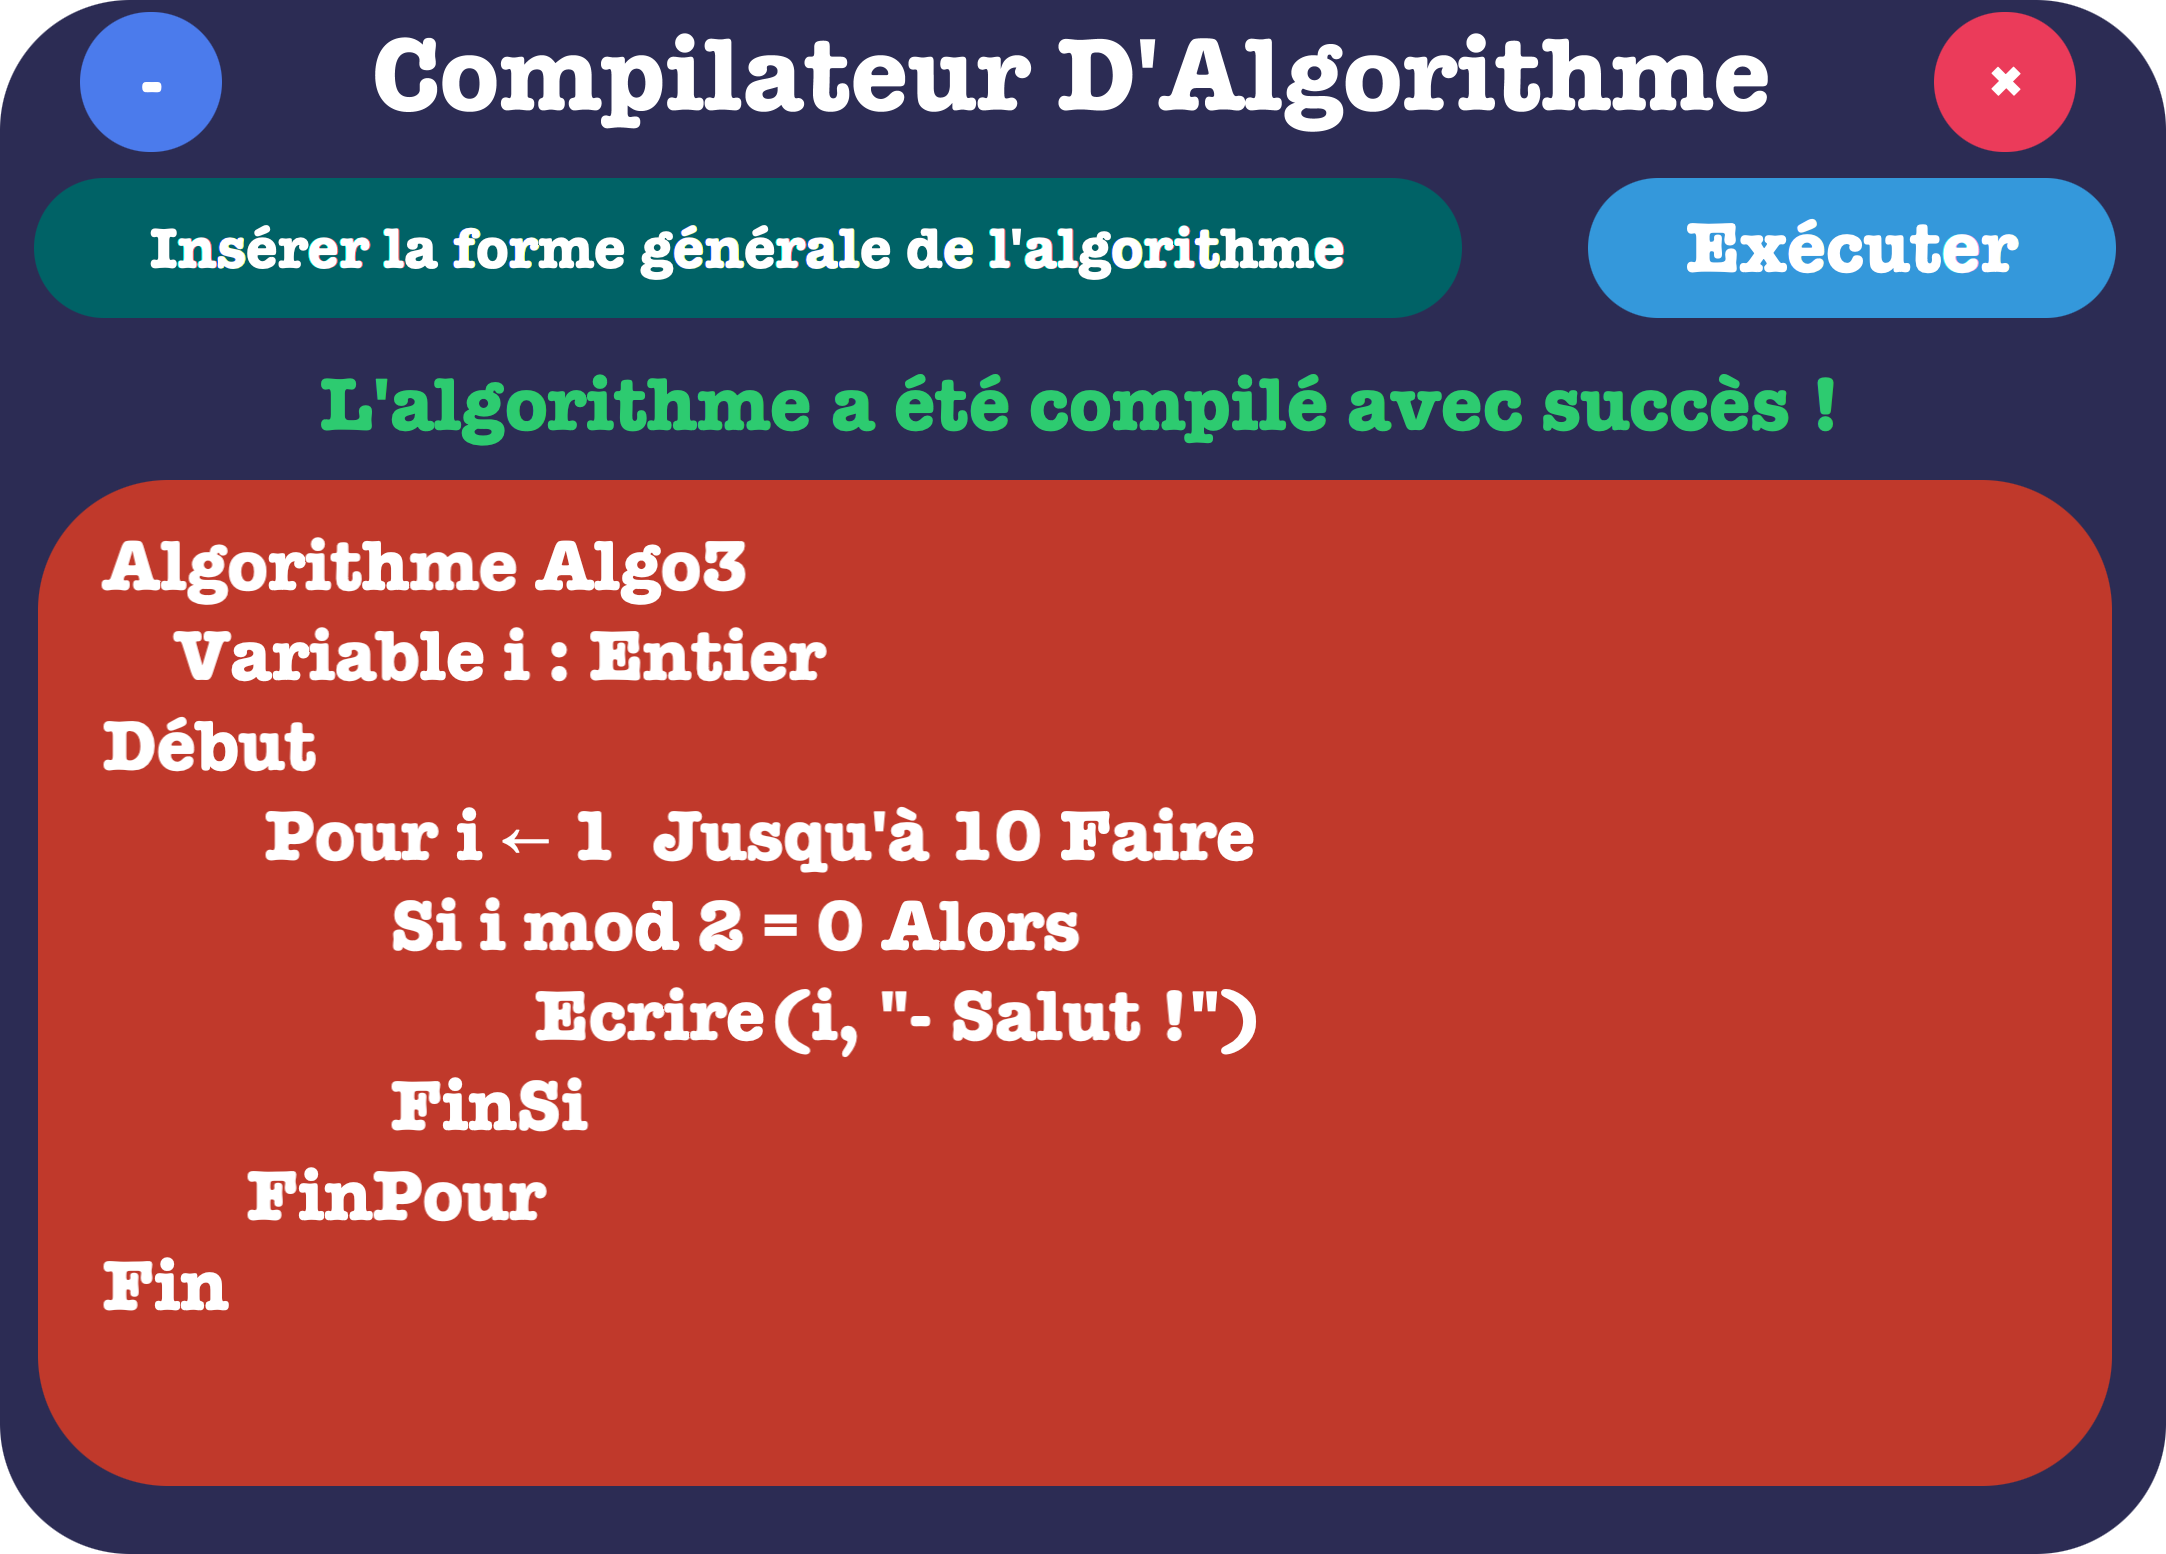 -
Compilateur D'Algorithme
×
Insérer la forme générale de l'algorithme
Exécuter
L'algorithme a été compilé avec succès !
Algorithme Algo3
Variable i : Entier
Début
Pour i ← 1 Jusqu'à 10 Faire
Si i mod 2 = 0 Alors
Ecrire(i, "- Salut !")
FinSi
FinPour
Fin